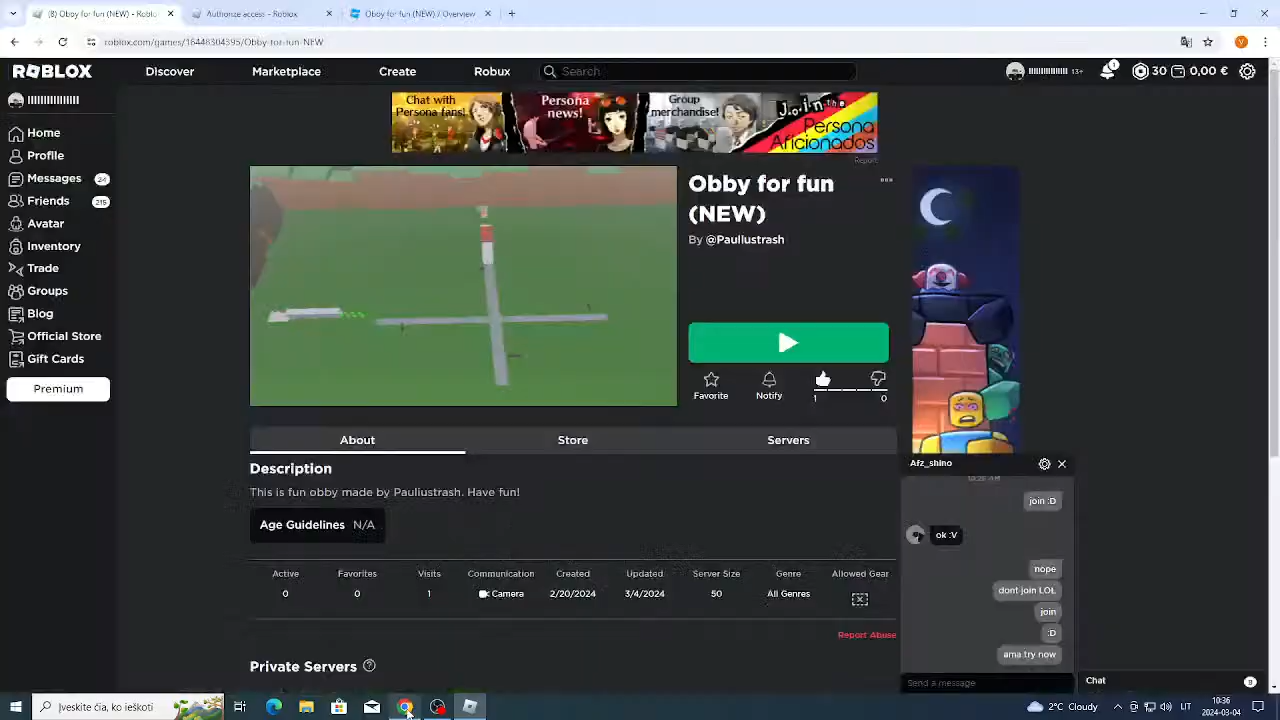 (8) Obby for fun (NEW) - Roblo
Authorize access - Roblox
Obby for fun (NEW) / Overview
roblox.com/games/16448304395/Obby-for-fun-NEW
ROBLOX
Discover
Marketplace
Create
Robux
Search
13+
1
50
0,00 €
Home
Profile
Messages 24
Friends 215
Avatar
Inventory
Trade
Groups
Blog
Official Store
Gift Cards
Premium
Chat with Persona fans!
Persona news!
Group merchandise!
Join the Persona Aficionados
Report
Obby for fun
(NEW)
By @Pauliustrash
Favorite
Notify
1
0
About
Store
Servers
Description
This is fun obby made by Pauliustrash. Have fun!
Age Guidelines N/A
Active
Favorites
Visits
Communication
Created
Updated
Server Size
Genre
Allowed Gear
0
0
1
Camera
2/20/2024
3/4/2024
50
All Genres
Report Abuse
Private Servers
Afz_shino
join :D
ok :V
nope
dont join LOL
join
:D
ama try now
Send a message
Chat
Įveskite čia, ko ieškoti
2°C Cloudy
LIT
10:36
2024-03-04